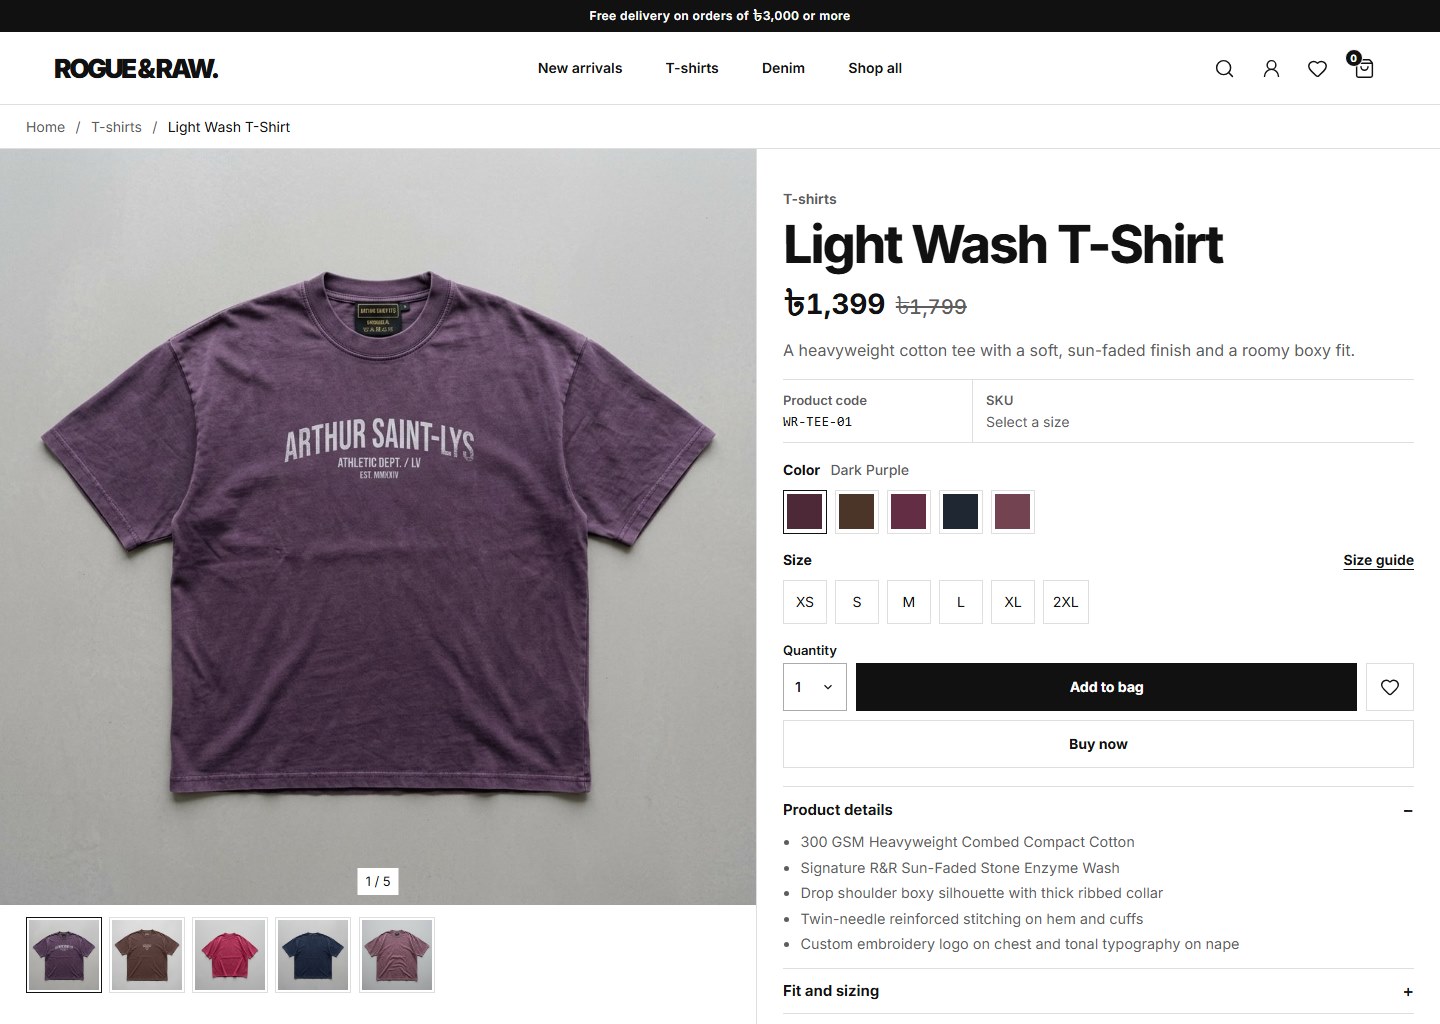 Free delivery on orders of ৳3,000 or more
ROGUE&RAW.
New arrivals
T-shirts
Denim
Shop all
0
Home / T-shirts / Light Wash T-Shirt
ARTHUR SAINT-LYS
ATHLETIC DEPT. / LV
EST. MMXXIV
1 / 5
T-shirts
Light Wash T-Shirt
৳1,399 ৳1,799
A heavyweight cotton tee with a soft, sun-faded finish and a roomy boxy fit.
Product code
WR-TEE-01
SKU
Select a size
Color Dark Purple
Size
Size guide
XS S M L XL 2XL
Quantity
1
Add to bag
Buy now
Product details −
300 GSM Heavyweight Combed Compact Cotton
Signature R&R Sun-Faded Stone Enzyme Wash
Drop shoulder boxy silhouette with thick ribbed collar
Twin-needle reinforced stitching on hem and cuffs
Custom embroidery logo on chest and tonal typography on nape
Fit and sizing +